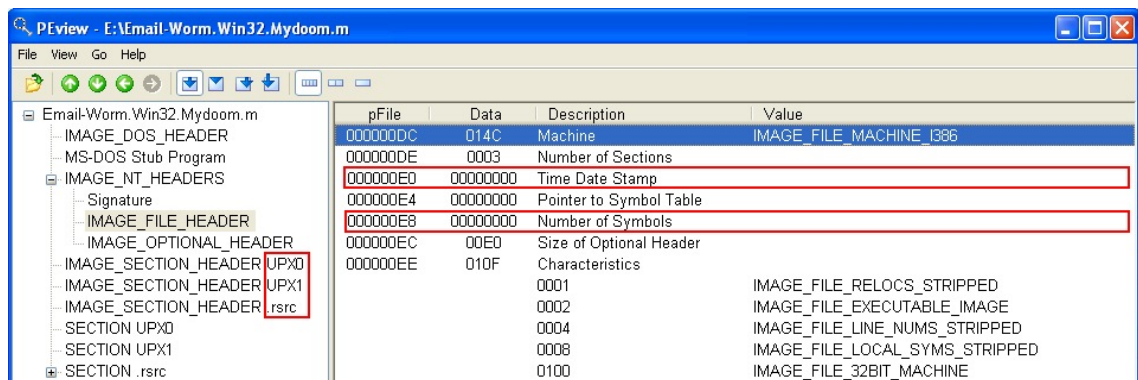 PEview - E:\Email-Worm.Win32.Mydoom.m
File View Go Help
Email-Worm.Win32.Mydoom.m
IMAGE_DOS_HEADER
MS-DOS Stub Program
IMAGE_NT_HEADERS
Signature
IMAGE_FILE_HEADER
IMAGE_OPTIONAL_HEADER
IMAGE_SECTION_HEADER UPX0
IMAGE_SECTION_HEADER UPX1
IMAGE_SECTION_HEADER .rsrc
SECTION UPX0
SECTION UPX1
SECTION .rsrc
pFile Data Description Value
000000DC 014C Machine IMAGE_FILE_MACHINE_I386
000000DE 0003 Number of Sections
000000E0 00000000 Time Date Stamp
000000E4 00000000 Pointer to Symbol Table
000000E8 00000000 Number of Symbols
000000EC 00E0 Size of Optional Header
000000EE 010F Characteristics
0001 IMAGE_FILE_RELOCS_STRIPPED
0002 IMAGE_FILE_EXECUTABLE_IMAGE
0004 IMAGE_FILE_LINE_NUMS_STRIPPED
0008 IMAGE_FILE_LOCAL_SYMS_STRIPPED
0100 IMAGE_FILE_32BIT_MACHINE